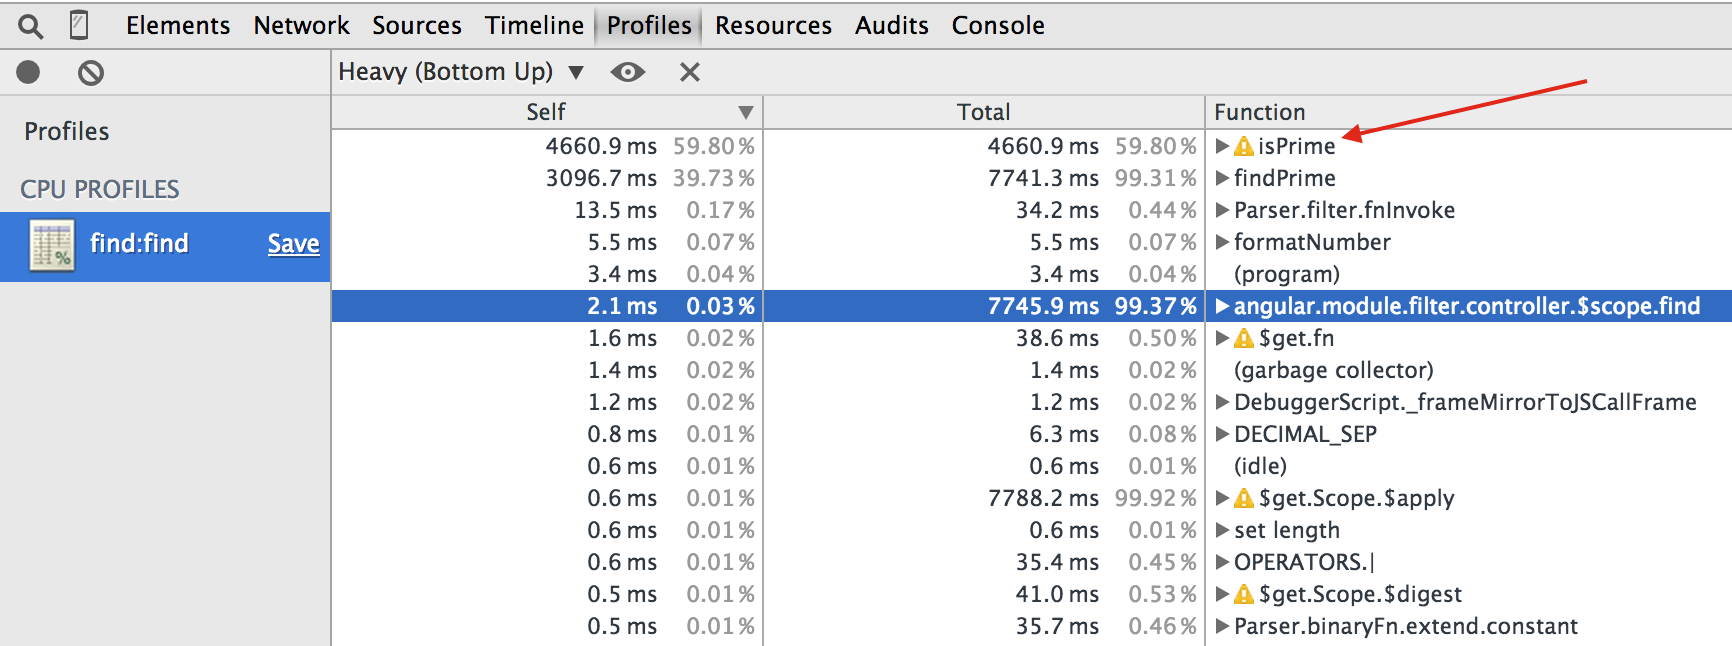 Elements Network Sources Timeline Profiles Resources Audits Console
Heavy (Bottom Up)
Profiles
CPU PROFILES
find:find Save
Self Total Function
4660.9 ms 59.80% 4660.9 ms 59.80% isPrime
3096.7 ms 39.73% 7741.3 ms 99.31% findPrime
13.5 ms 0.17% 34.2 ms 0.44% Parser.filter.fnInvoke
5.5 ms 0.07% 5.5 ms 0.07% formatNumber
3.4 ms 0.04% 3.4 ms 0.04% (program)
2.1 ms 0.03% 7745.9 ms 99.37% angular.module.filter.controller.$scope.find
1.6 ms 0.02% 38.6 ms 0.50% $get.fn
1.4 ms 0.02% 1.4 ms 0.02% (garbage collector)
1.2 ms 0.02% 1.2 ms 0.02% DebuggerScript._frameMirrorToJSCallFrame
0.8 ms 0.01% 6.3 ms 0.08% DECIMAL_SEP
0.6 ms 0.01% 0.6 ms 0.01% (idle)
0.6 ms 0.01% 7788.2 ms 99.92% $get.Scope.$apply
0.6 ms 0.01% 0.6 ms 0.01% set length
0.6 ms 0.01% 35.4 ms 0.45% OPERATORS.|
0.5 ms 0.01% 41.0 ms 0.53% $get.Scope.$digest
0.5 ms 0.01% 35.7 ms 0.46% Parser.binaryFn.extend.constant